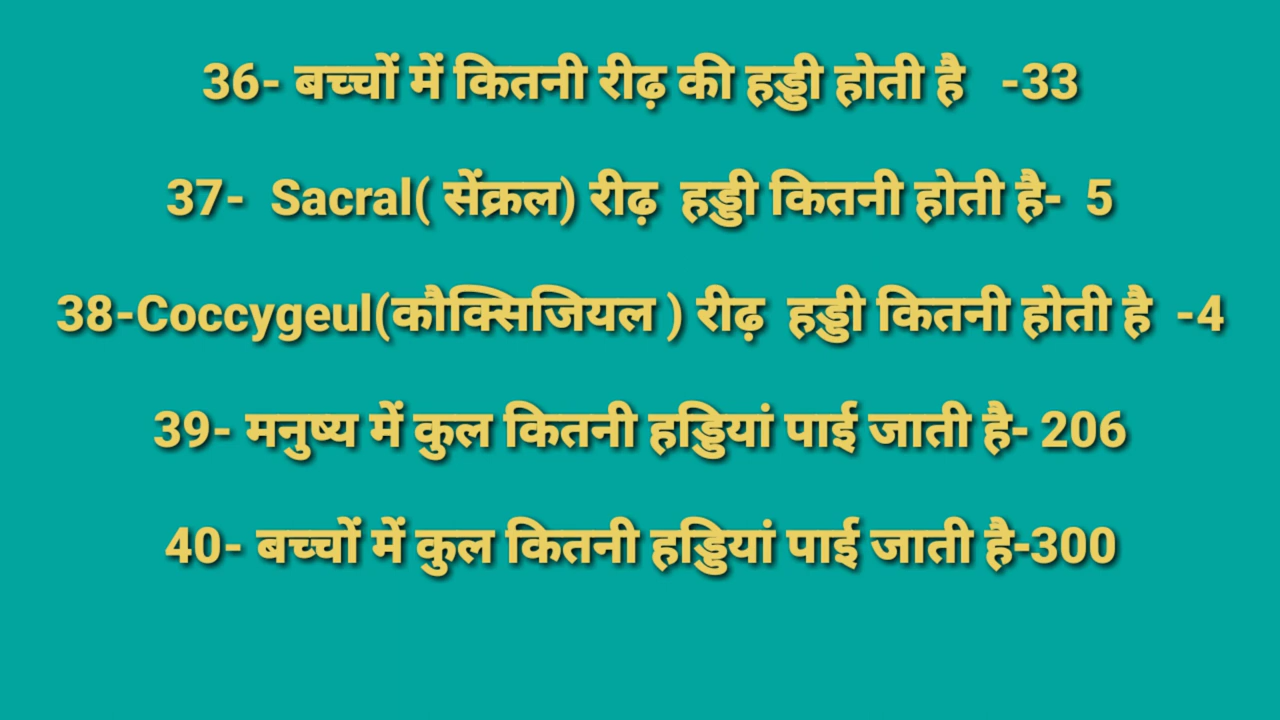 36- बच्चों में कितनी रीढ़ की हड्डी होती है -33
37- Sacral( सेंक्रल) रीढ़ हड्डी कितनी होती है- 5
38-Coccygeul(कौक्सिजियल ) रीढ़ हड्डी कितनी होती है -4
39- मनुष्य में कुल कितनी हड्डियां पाई जाती है- 206
40- बच्चों में कुल कितनी हड्डियां पाई जाती है-300